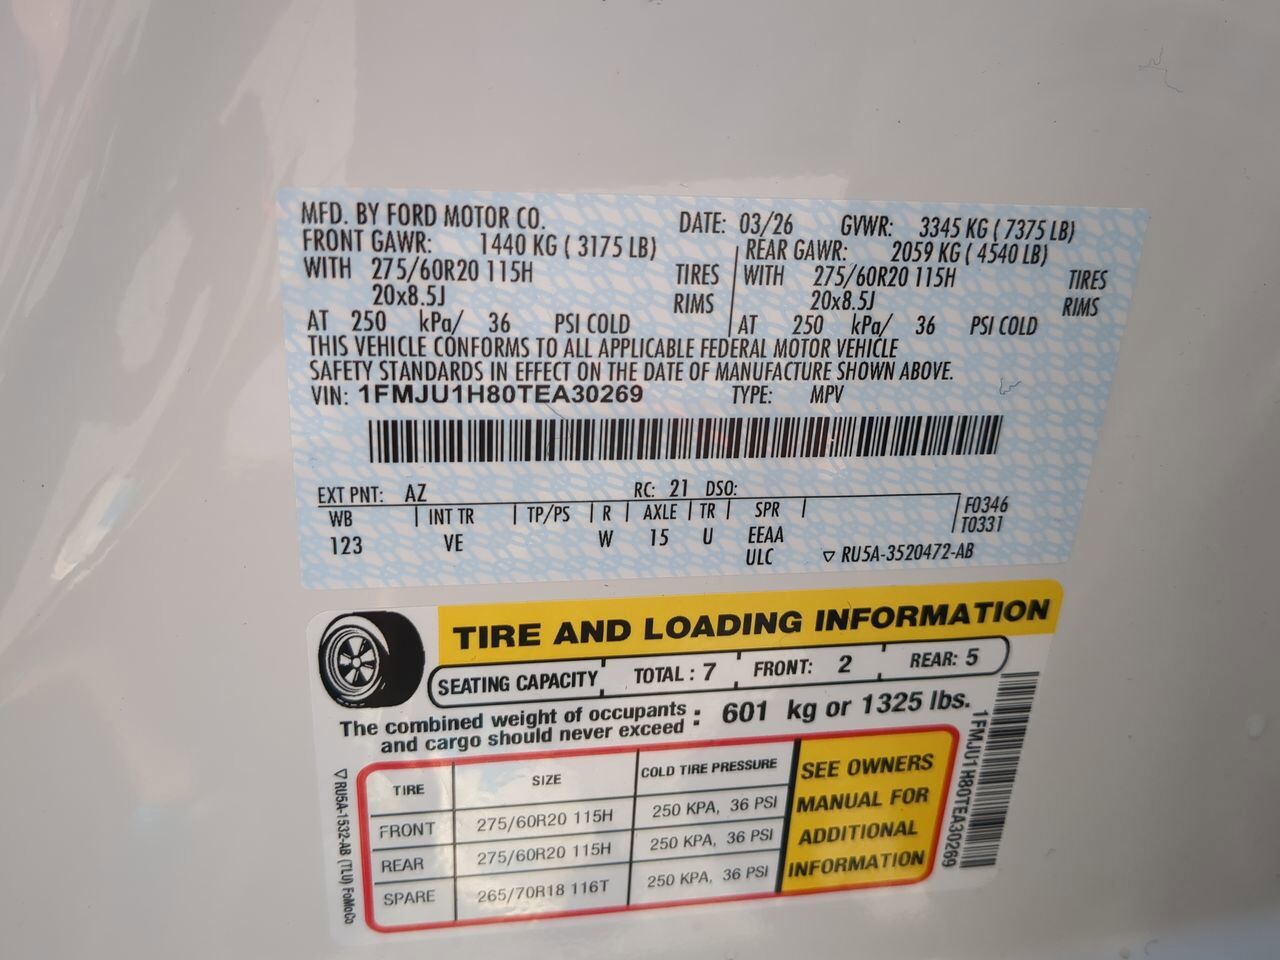 MFD. BY FORD MOTOR CO. DATE: 03/26 GVWR: 3345 KG ( 7375 LB)
FRONT GAWR: 1440 KG ( 3175 LB) REAR GAWR: 2059 KG ( 4540 LB)
WITH 275/60R20 115H TIRES WITH 275/60R20 115H TIRES
20x8.5J RIMS 20x8.5J RIMS
AT 250 kPa/ 36 PSI COLD AT 250 kPa/ 36 PSI COLD
THIS VEHICLE CONFORMS TO ALL APPLICABLE FEDERAL MOTOR VEHICLE
SAFETY STANDARDS IN EFFECT ON THE DATE OF MANUFACTURE SHOWN ABOVE.
VIN: 1FMJU1H80TEA30269 TYPE: MPV
EXT PNT: AZ RC: 21 DSO:
WB INT TR TP/PS R AXLE TR SPR F0346
123 VE W 15 U EEAA T0331
ULC RU5A-3520472-AB
TIRE AND LOADING INFORMATION
SEATING CAPACITY TOTAL : 7 FRONT: 2 REAR: 5
The combined weight of occupants and cargo should never exceed : 601 kg or 1325 lbs.
TIRE SIZE COLD TIRE PRESSURE
FRONT 275/60R20 115H 250 KPA, 36 PSI
REAR 275/60R20 115H 250 KPA, 36 PSI
SPARE 265/70R18 116T 250 KPA, 36 PSI
SEE OWNERS
MANUAL FOR
ADDITIONAL
INFORMATION
RU5A-1532-AB (TLU) FoMoCo
1FMJU1H80TEA30269